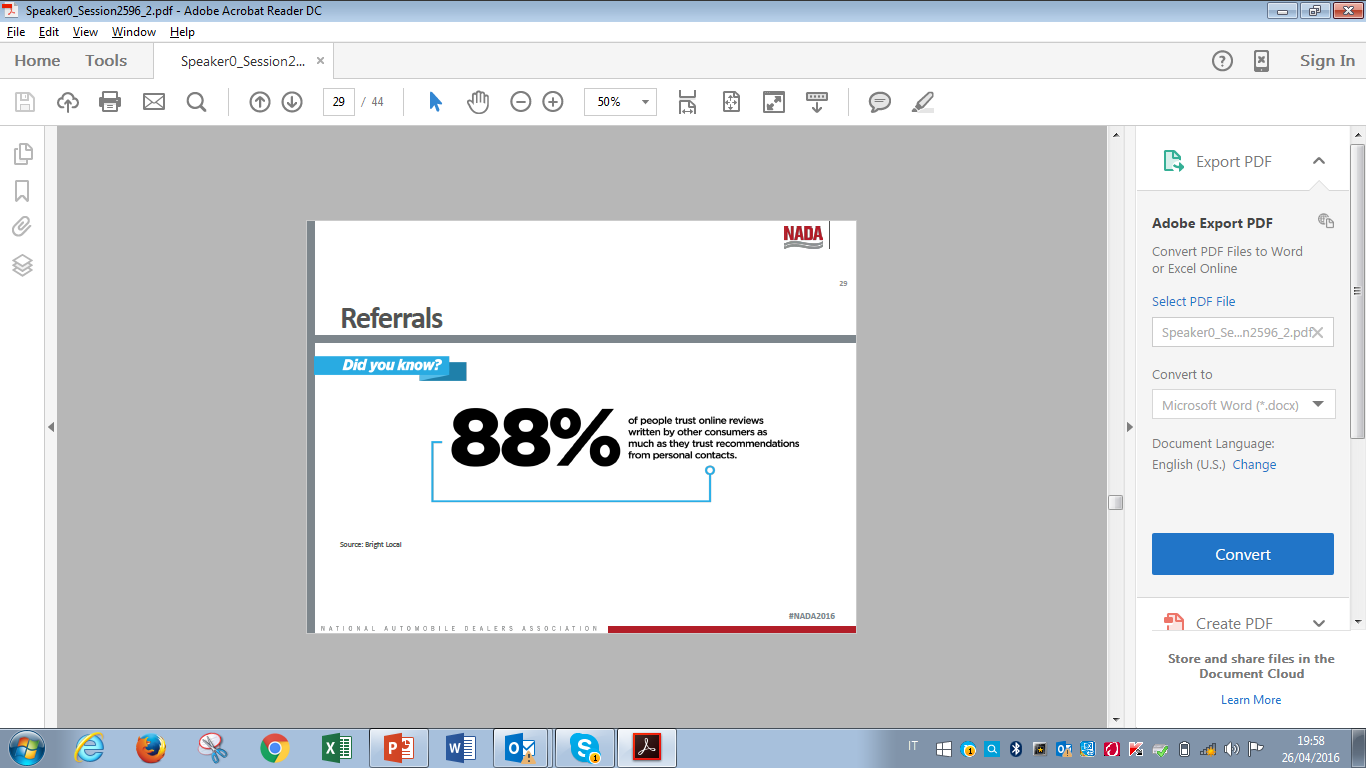 Speaker0_Session2596_2.pdf - Adobe Acrobat Reader DC
File Edit View Window Help
Home Tools Speaker0_Session2... × Sign In
29 / 44 50%
Export PDF
Adobe Export PDF
Convert PDF Files to Word
or Excel Online
Select PDF File
Speaker0_Se...n2596_2.pdf
Convert to
Microsoft Word (*.docx)
Document Language:
English (U.S.) Change
Convert
Create PDF
Store and share files in the
Document Cloud
Learn More
NADA
29
Referrals
Did you know?
88%
of people trust online reviews
written by other consumers as
much as they trust recommendations
from personal contacts.
Source: Bright Local
#NADA2016
NATIONAL AUTOMOBILE DEALERS ASSOCIATION
IT
19:58
26/04/2016